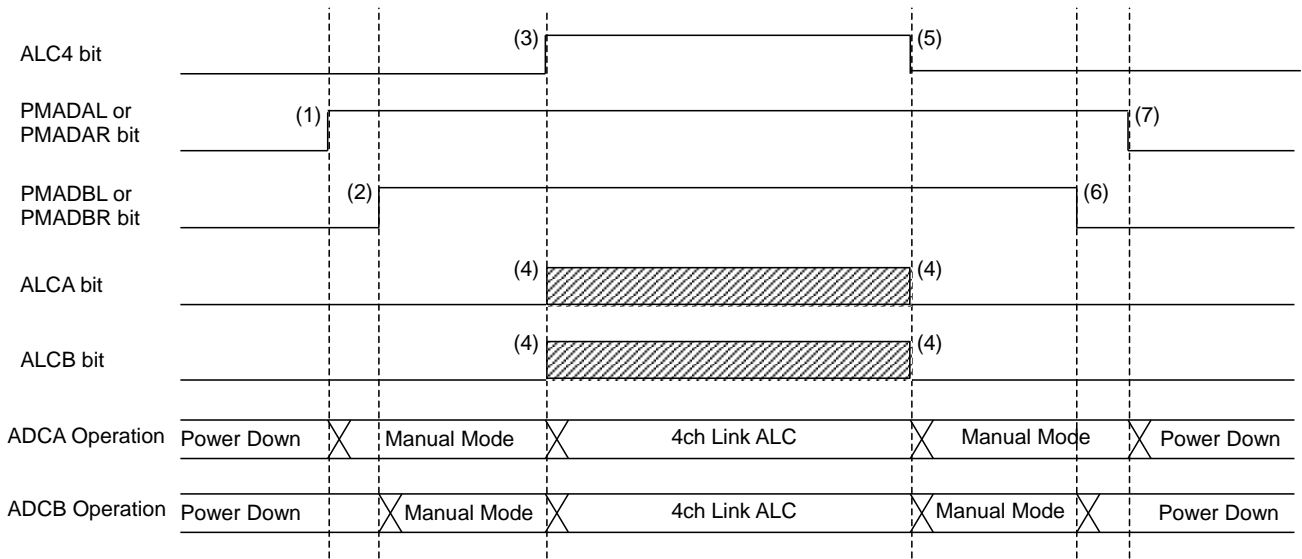 ALC4 bit
(3)
(5)
PMADAL or
PMADAR bit
(1)
(7)
PMADBL or
PMADBR bit
(2)
(6)
ALCA bit
(4)
(4)
ALCB bit
(4)
(4)
ADCA Operation Power Down Manual Mode 4ch Link ALC Manual Mode Power Down
ADCB Operation Power Down Manual Mode 4ch Link ALC Manual Mode Power Down